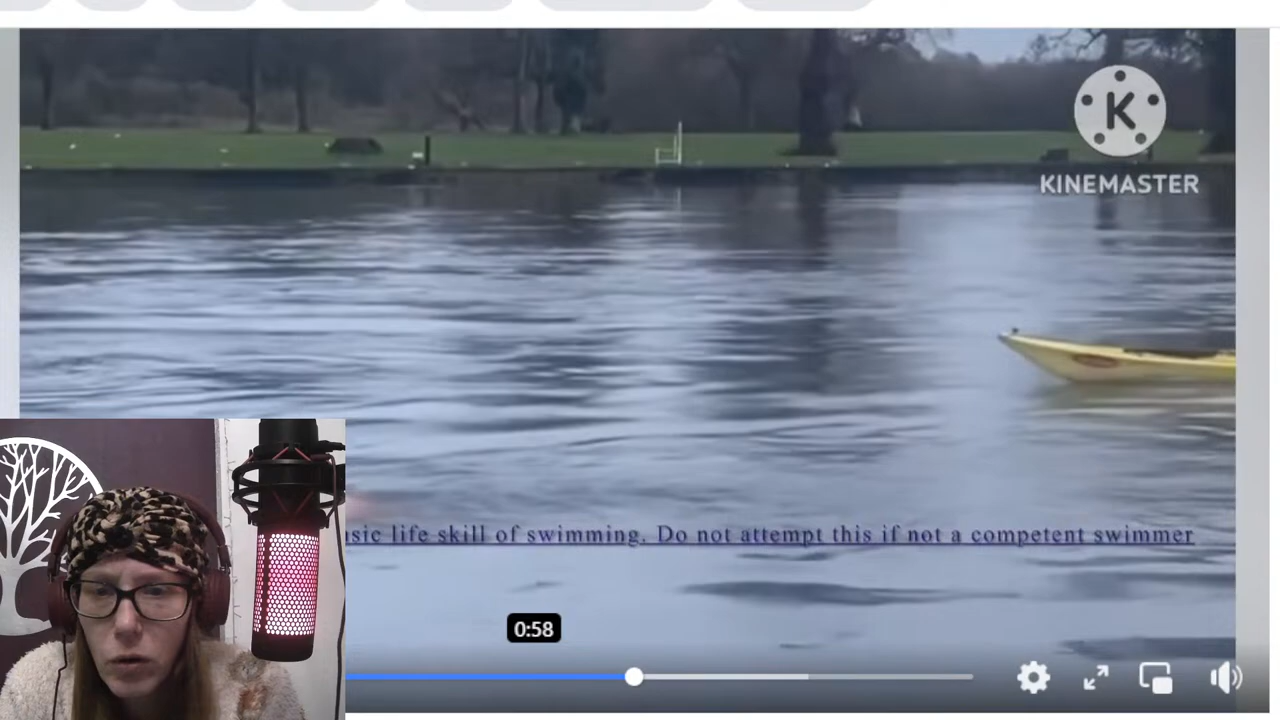 K
KINEMASTER
life skill of swimming. Do not attempt this if not a competent swimmer
0:58